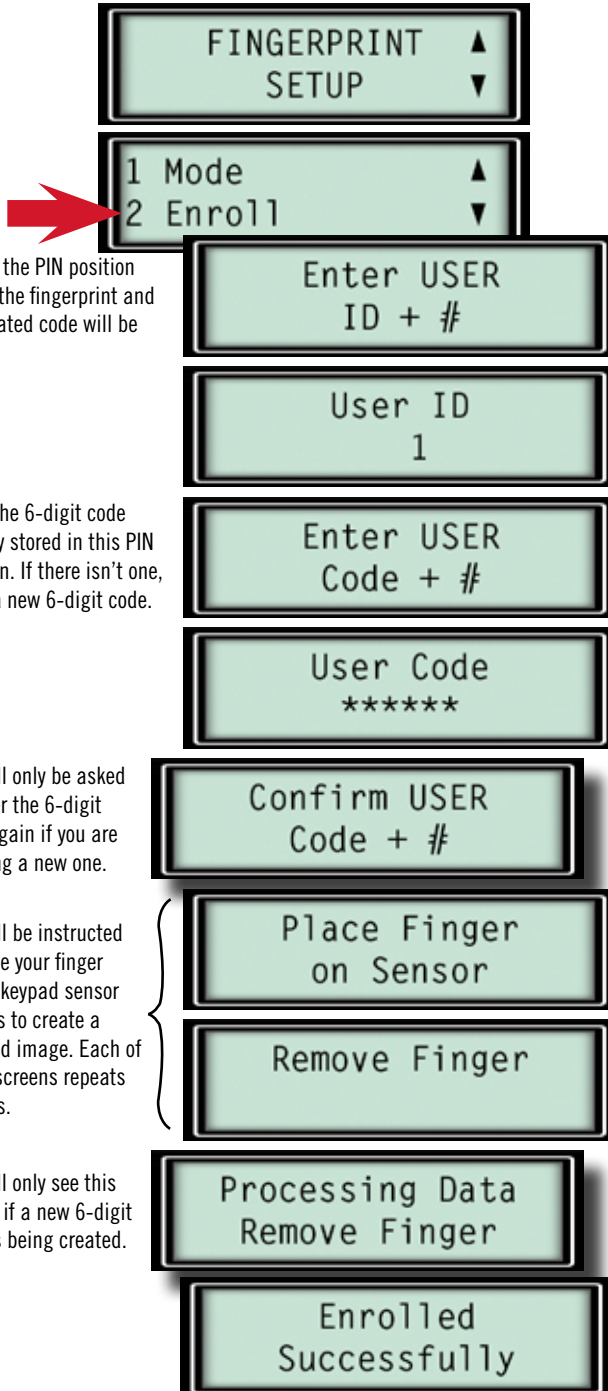 FINGERPRINT ▲
SETUP ▼
1 Mode ▲
2 Enroll ▼
the PIN position
the fingerprint and
code will be
Enter USER
ID + #
User ID
1
the 6-digit code
stored in this PIN
If there isn't one,
new 6-digit code.
Enter USER
Code + #
User Code
******
only be asked
the 6-digit
if you are
a new one.
Confirm USER
Code + #
be instructed
your finger
keypad sensor
to create a
image. Each of
screens repeats
Place Finger
on Sensor
Remove Finger
only see this
if a new 6-digit
being created.
Processing Data
Remove Finger
Enrolled
Successfully